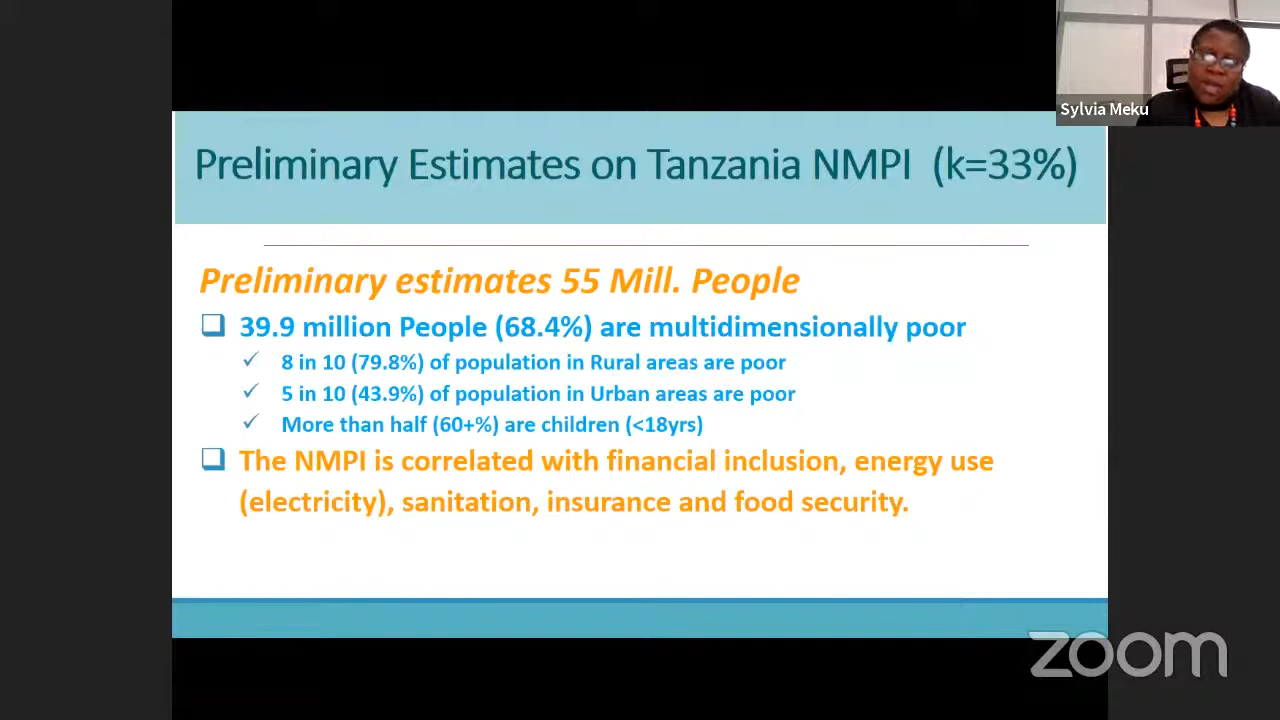 Sylvia Meku
Preliminary Estimates on Tanzania NMPI (k=33%)
Preliminary estimates 55 Mill. People
39.9 million People (68.4%) are multidimensionally poor
8 in 10 (79.8%) of population in Rural areas are poor
5 in 10 (43.9%) of population in Urban areas are poor
More than half (60+%) are children (<18yrs)
The NMPI is correlated with financial inclusion, energy use
(electricity), sanitation, insurance and food security.
zoom